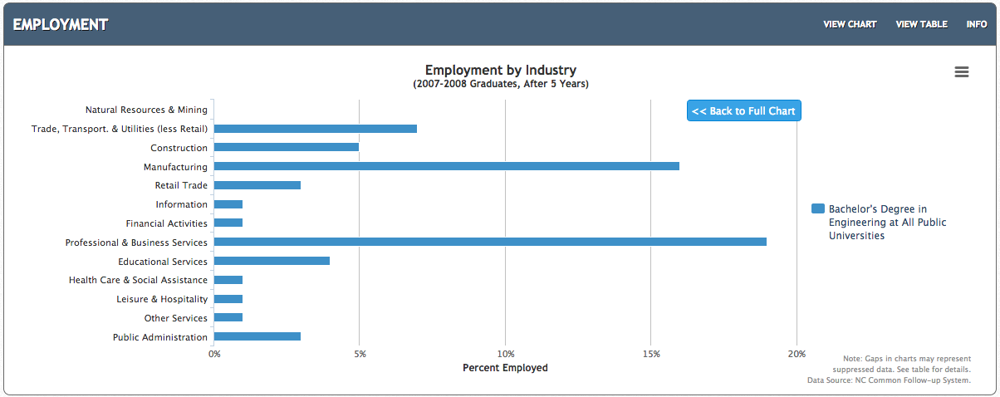 EMPLOYMENT
VIEW CHART VIEW TABLE INFO
Employment by Industry
(2007-2008 Graduates, After 5 Years)
<< Back to Full Chart
Natural Resources & Mining
Trade, Transport. & Utilities (less Retail)
Construction
Manufacturing
Retail Trade
Information
Financial Activities
Professional & Business Services
Educational Services
Health Care & Social Assistance
Leisure & Hospitality
Other Services
Public Administration
0% 5% 10% 15% 20%
Percent Employed
Bachelor's Degree in
Engineering at All Public
Universities
Note: Gaps in charts may represent
suppressed data. See table for details.
Data Source: NC Common Follow-up System.